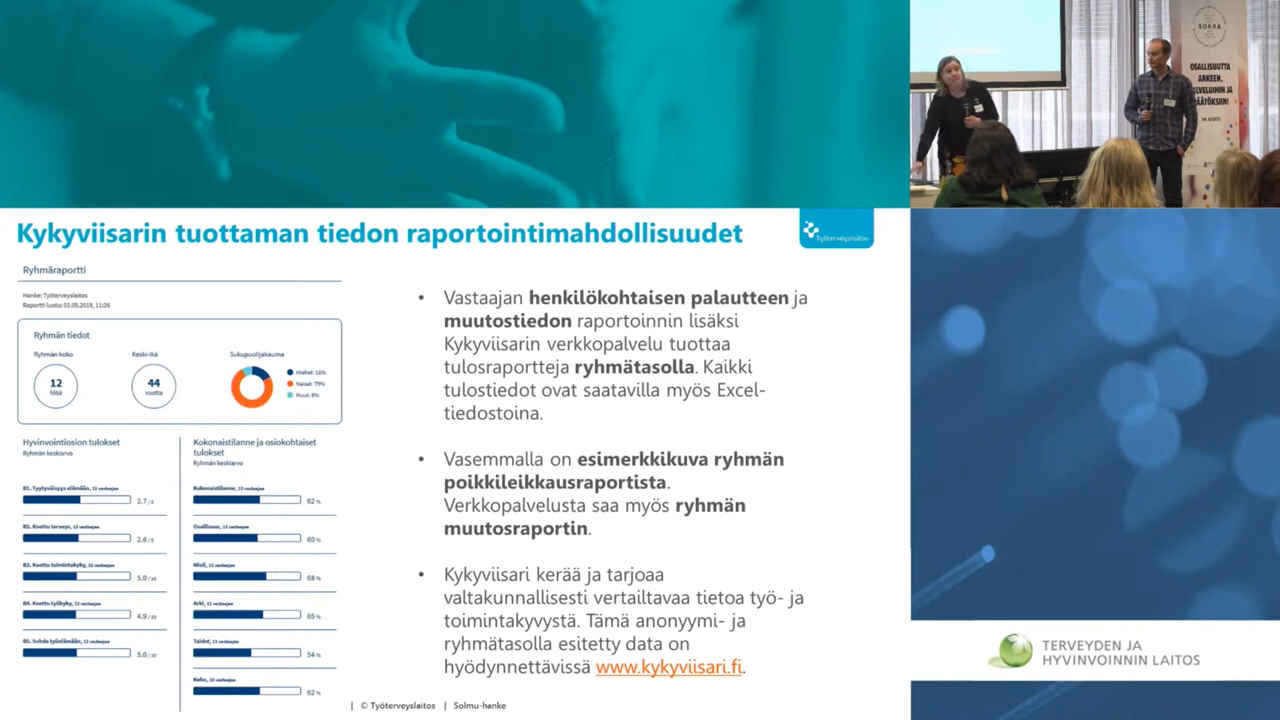 SOKRA
OSALLISUUTTA
ARKEEN,
PALVELUIHIN JA
PÄÄTÖKSIIN!
Kykyviisarin tuottaman tiedon raportointimahdollisuudet
Työterveyslaitos
Ryhmäraportti
Hanke: Työterveyslaitos
Raportti luotu: 02.05.2018, 11:26
Ryhmän tiedot
Ryhmän koko
Keski-ikä
Sukupuolijakauma
12
hlöä
44
vuotta
Miehet: 16%
Naiset: 75%
Muut: 8%
Hyvinvointiosion tulokset
Ryhmän keskiarvo
B1. Tyytyväisyys elämään, 12 vastaajaa
2.7 / 5
B2. Koettu terveys, 12 vastaajaa
2.6 / 5
B3. Koettu toimintakyky, 12 vastaajaa
5.0 / 10
B4. Koettu työkyky, 12 vastaajaa
4.9 / 10
B5. Suhde työelämään, 12 vastaajaa
5.0 / 10
Kokonaistilanne ja osiokohtaiset
tulokset
Ryhmän keskiarvo
Kokonaistilanne, 10 vastaajaa
62 %
Osallisuus, 11 vastaajaa
60 %
Mieli, 11 vastaajaa
68 %
Arki, 11 vastaajaa
65 %
Taidot, 11 vastaajaa
54 %
Keho, 10 vastaajaa
62 %
• Vastaajan henkilökohtaisen palautteen ja
muutostiedon raportoinnin lisäksi
Kykyviisarin verkkopalvelu tuottaa
tulosraportteja ryhmätasolla. Kaikki
tulostiedot ovat saatavilla myös Excel-
tiedostoina.
• Vasemmalla on esimerkkikuva ryhmän
poikkileikkausraportista.
Verkkopalvelusta saa myös ryhmän
muutosraportin.
• Kykyviisari kerää ja tarjoaa
valtakunnallisesti vertailtavaa tietoa työ- ja
toimintakyvystä. Tämä anonyymi- ja
ryhmätasolla esitetty data on
hyödynnettävissä www.kykyviisari.fi.
| © Työterveyslaitos | Solmu-hanke
TERVEYDEN JA
HYVINVOINNIN LAITOS